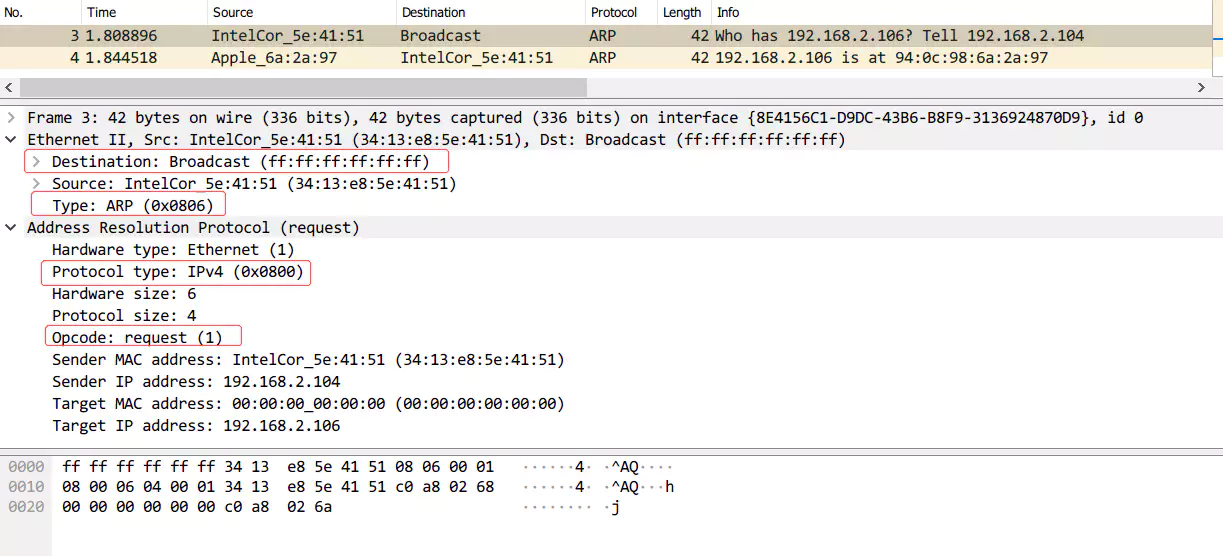 No. Time Source Destination Protocol Length Info
3 1.808896 IntelCor_5e:41:51 Broadcast ARP 42 Who has 192.168.2.106? Tell 192.168.2.104
4 1.844518 Apple_6a:2a:97 IntelCor_5e:41:51 ARP 42 192.168.2.106 is at 94:0c:98:6a:2a:97
Frame 3: 42 bytes on wire (336 bits), 42 bytes captured (336 bits) on interface {8E4156C1-D9DC-43B6-B8F9-3136924870D9}, id 0
Ethernet II, Src: IntelCor_5e:41:51 (34:13:e8:5e:41:51), Dst: Broadcast (ff:ff:ff:ff:ff:ff)
Destination: Broadcast (ff:ff:ff:ff:ff:ff)
Source: IntelCor_5e:41:51 (34:13:e8:5e:41:51)
Type: ARP (0x0806)
Address Resolution Protocol (request)
Hardware type: Ethernet (1)
Protocol type: IPv4 (0x0800)
Hardware size: 6
Protocol size: 4
Opcode: request (1)
Sender MAC address: IntelCor_5e:41:51 (34:13:e8:5e:41:51)
Sender IP address: 192.168.2.104
Target MAC address: 00:00:00_00:00:00 (00:00:00:00:00:00)
Target IP address: 192.168.2.106
0000 ff ff ff ff ff ff 34 13 e8 5e 41 51 08 06 00 01 ······4· ·^AQ····
0010 08 00 06 04 00 01 34 13 e8 5e 41 51 c0 a8 02 68 ······4· ·^AQ···h
0020 00 00 00 00 00 00 c0 a8 02 6a ········ ·j